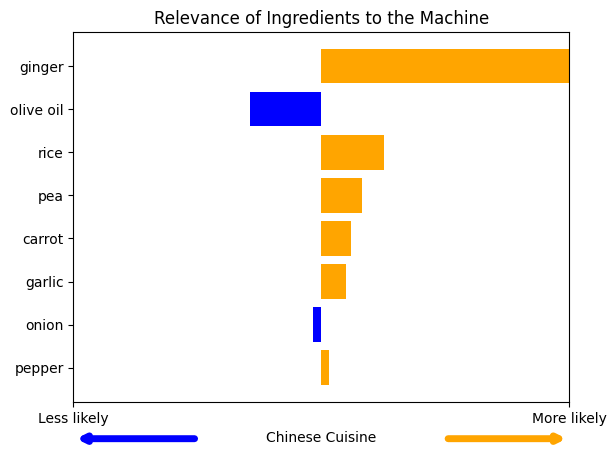 Relevance of Ingredients to the Machine
ginger
olive oil
rice
pea
carrot
garlic
onion
pepper
Less likely
More likely
Chinese Cuisine